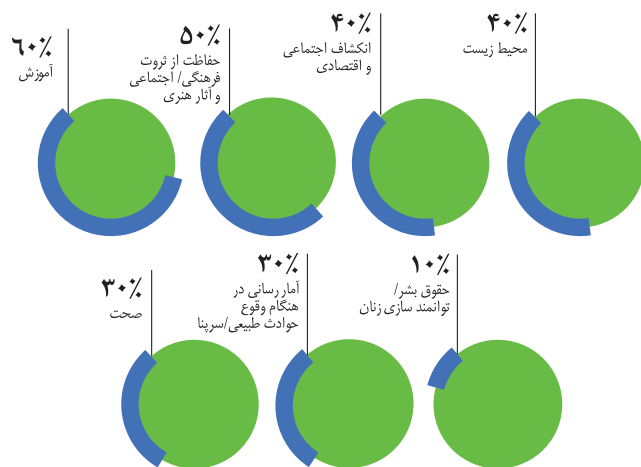 ۴۰٪
محیط زیست
۴۰٪
انکشاف اجتماعی
و اقتصادی
۵۰٪
حفاظت از ثروت
فرهنگی/ اجتماعی
و آثار هنری
۶۰٪
آموزش
۱۰٪
حقوق بشر/
توانمند سازی زنان
۳۰٪
آمار رسانی در
هنگام وقوع
حوادث طبیعی/سرپنا
۳۰٪
صحت